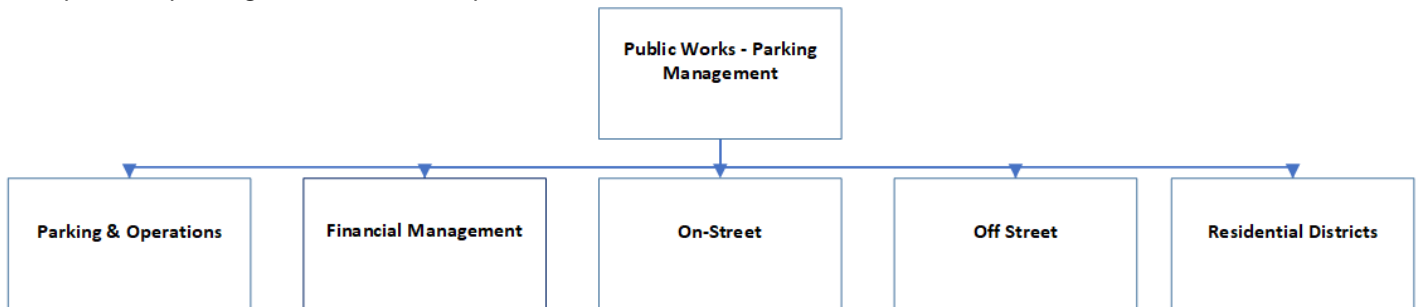 Public Works - Parking
Management
Parking & Operations
Financial Management
On-Street
Off Street
Residential Districts